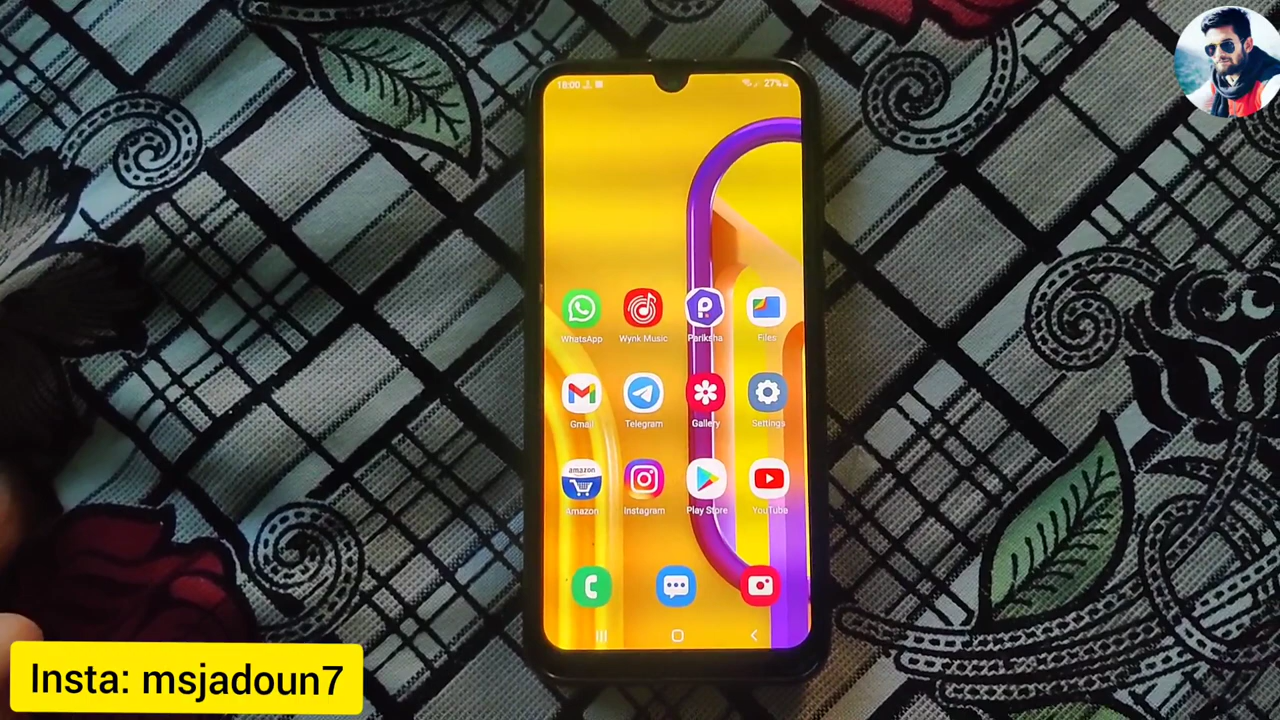 18:00
27%
WhatsApp
Wynk Music
Pariksha
Files
Gmail
Telegram
Gallery
Settings
amazon
Amazon
Instagram
Play Store
YouTube
Insta: msjadoun7